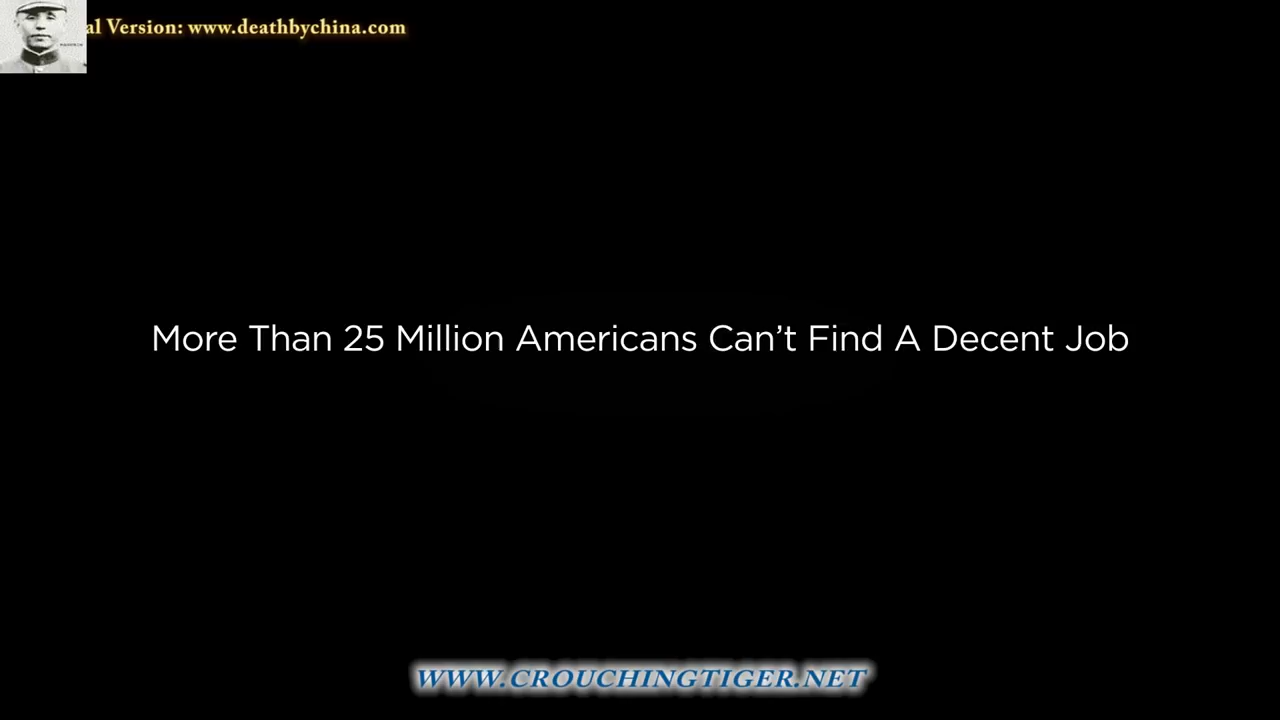 al Version: www.deathbychina.com
More Than 25 Million Americans Can't Find A Decent Job
WWW.CROUCHINGTIGER.NET